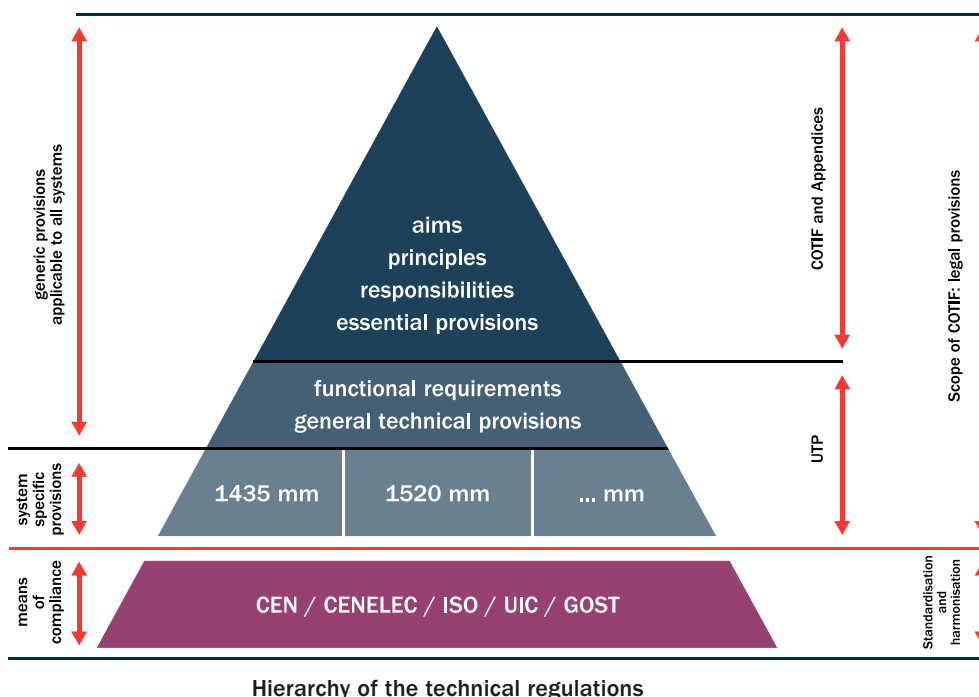 generic provisions
applicable to all systems
system
specific
provisions
means
of
compliance
aims
principles
responsibilities
essential provisions
functional requirements
general technical provisions
1435 mm
1520 mm
... mm
CEN / CENELEC / ISO / UIC / GOST
COTIF and Appendices
UTP
Scope of COTIF: legal provisions
Standardisation
and
harmonisation
Hierarchy of the technical regulations